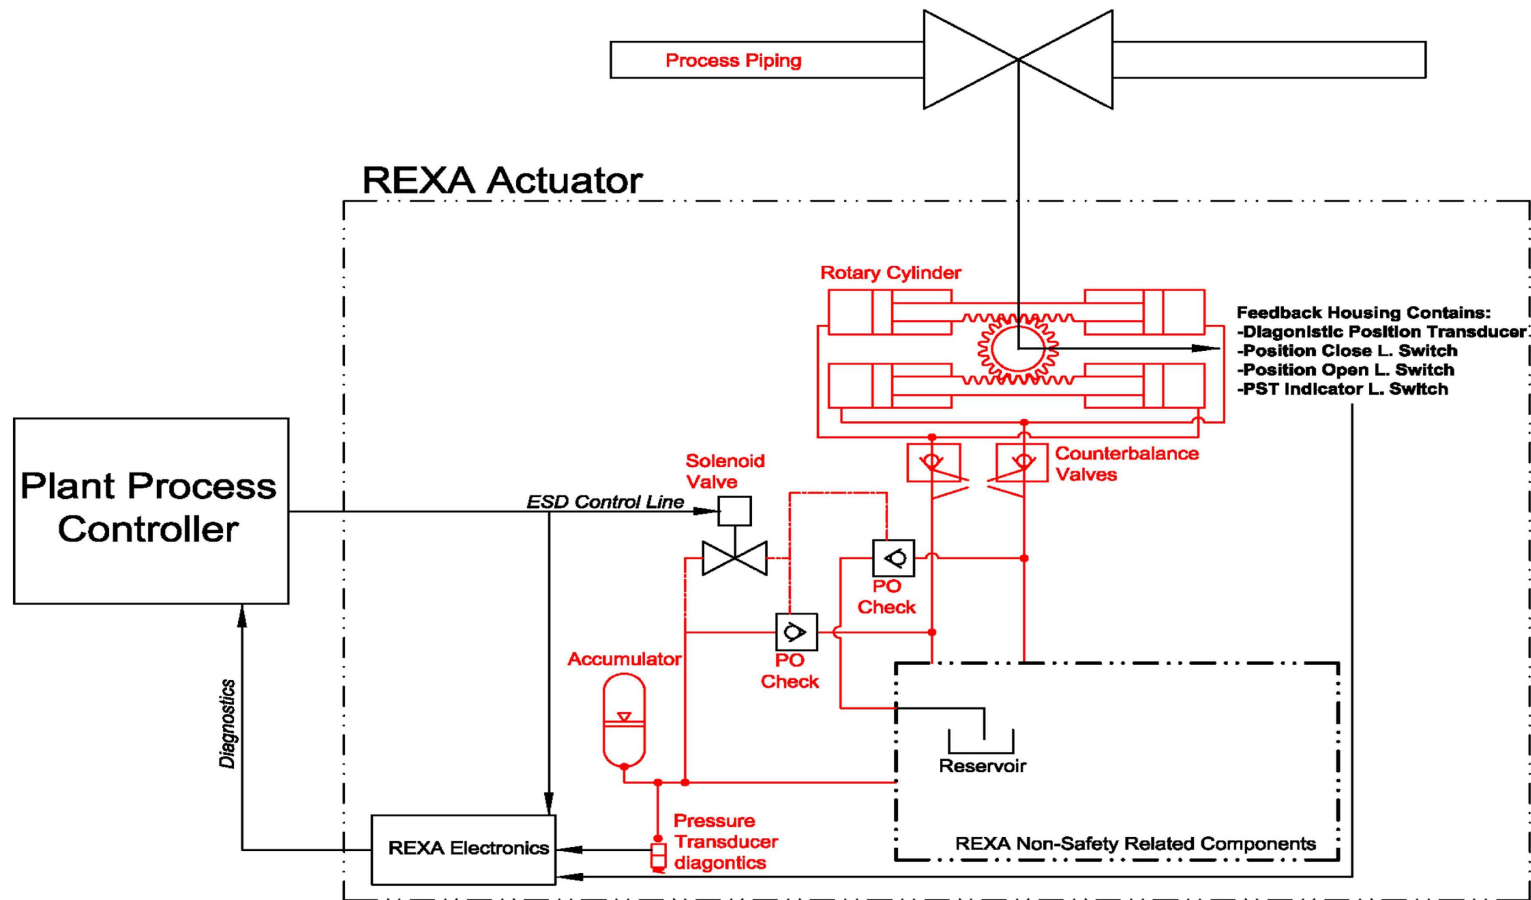 Process Piping
REXA Actuator
Rotary Cylinder
Feedback Housing Contains:
-Diagonistic Position Transducer
-Position Close L. Switch
-Position Open L. Switch
-PST Indicator L. Switch
Plant Process
Controller
Solenoid
Valve
Counterbalance
Valves
ESD Control Line
PO
Check
PO
Check
Accumulator
Diagnostics
Reservoir
REXA Non-Safety Related Components
Pressure
Transducer
diagontics
REXA Electronics